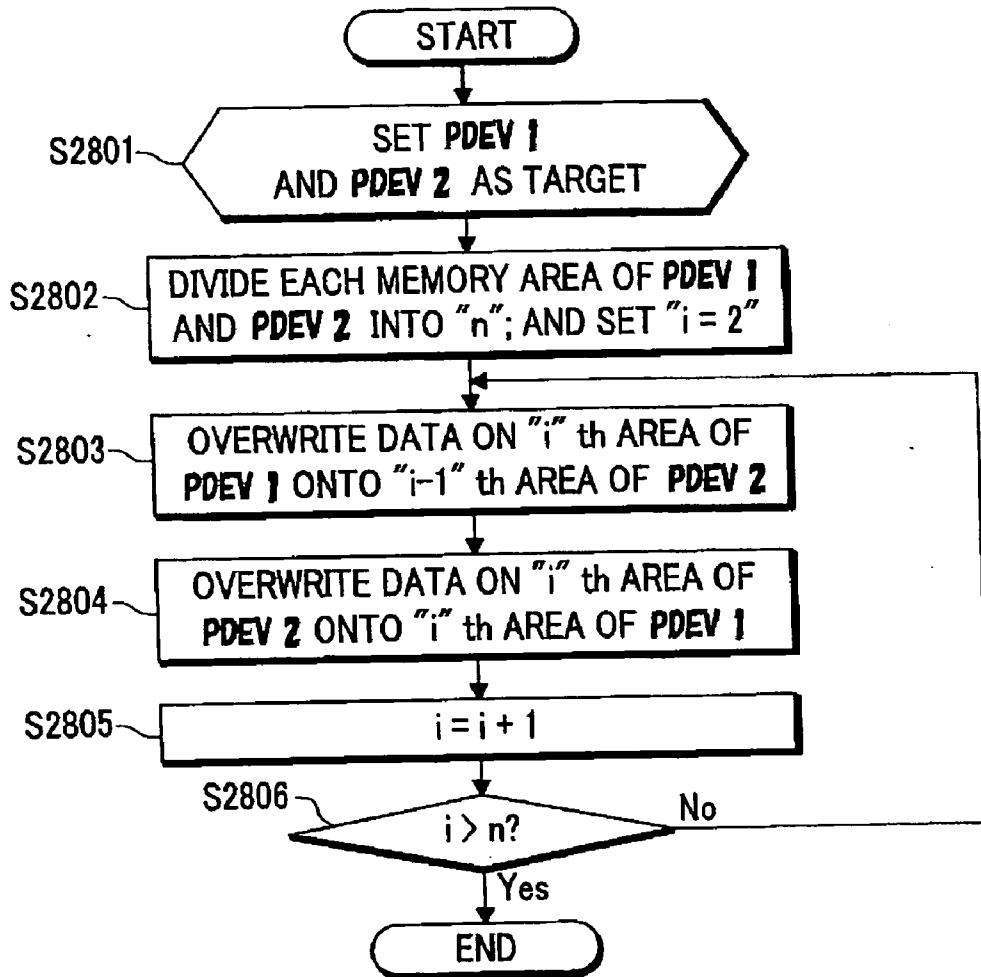 START
S2801
SET PDEV 1
AND PDEV 2 AS TARGET
S2802
DIVIDE EACH MEMORY AREA OF PDEV 1
AND PDEV 2 INTO "n"; AND SET "i = 2"
S2803
OVERWRITE DATA ON "i" th AREA OF
PDEV 1 ONTO "i-1" th AREA OF PDEV 2
S2804
OVERWRITE DATA ON "i" th AREA OF
PDEV 2 ONTO "i" th AREA OF PDEV 1
S2805
i = i + 1
S2806
i > n?
No
Yes
END